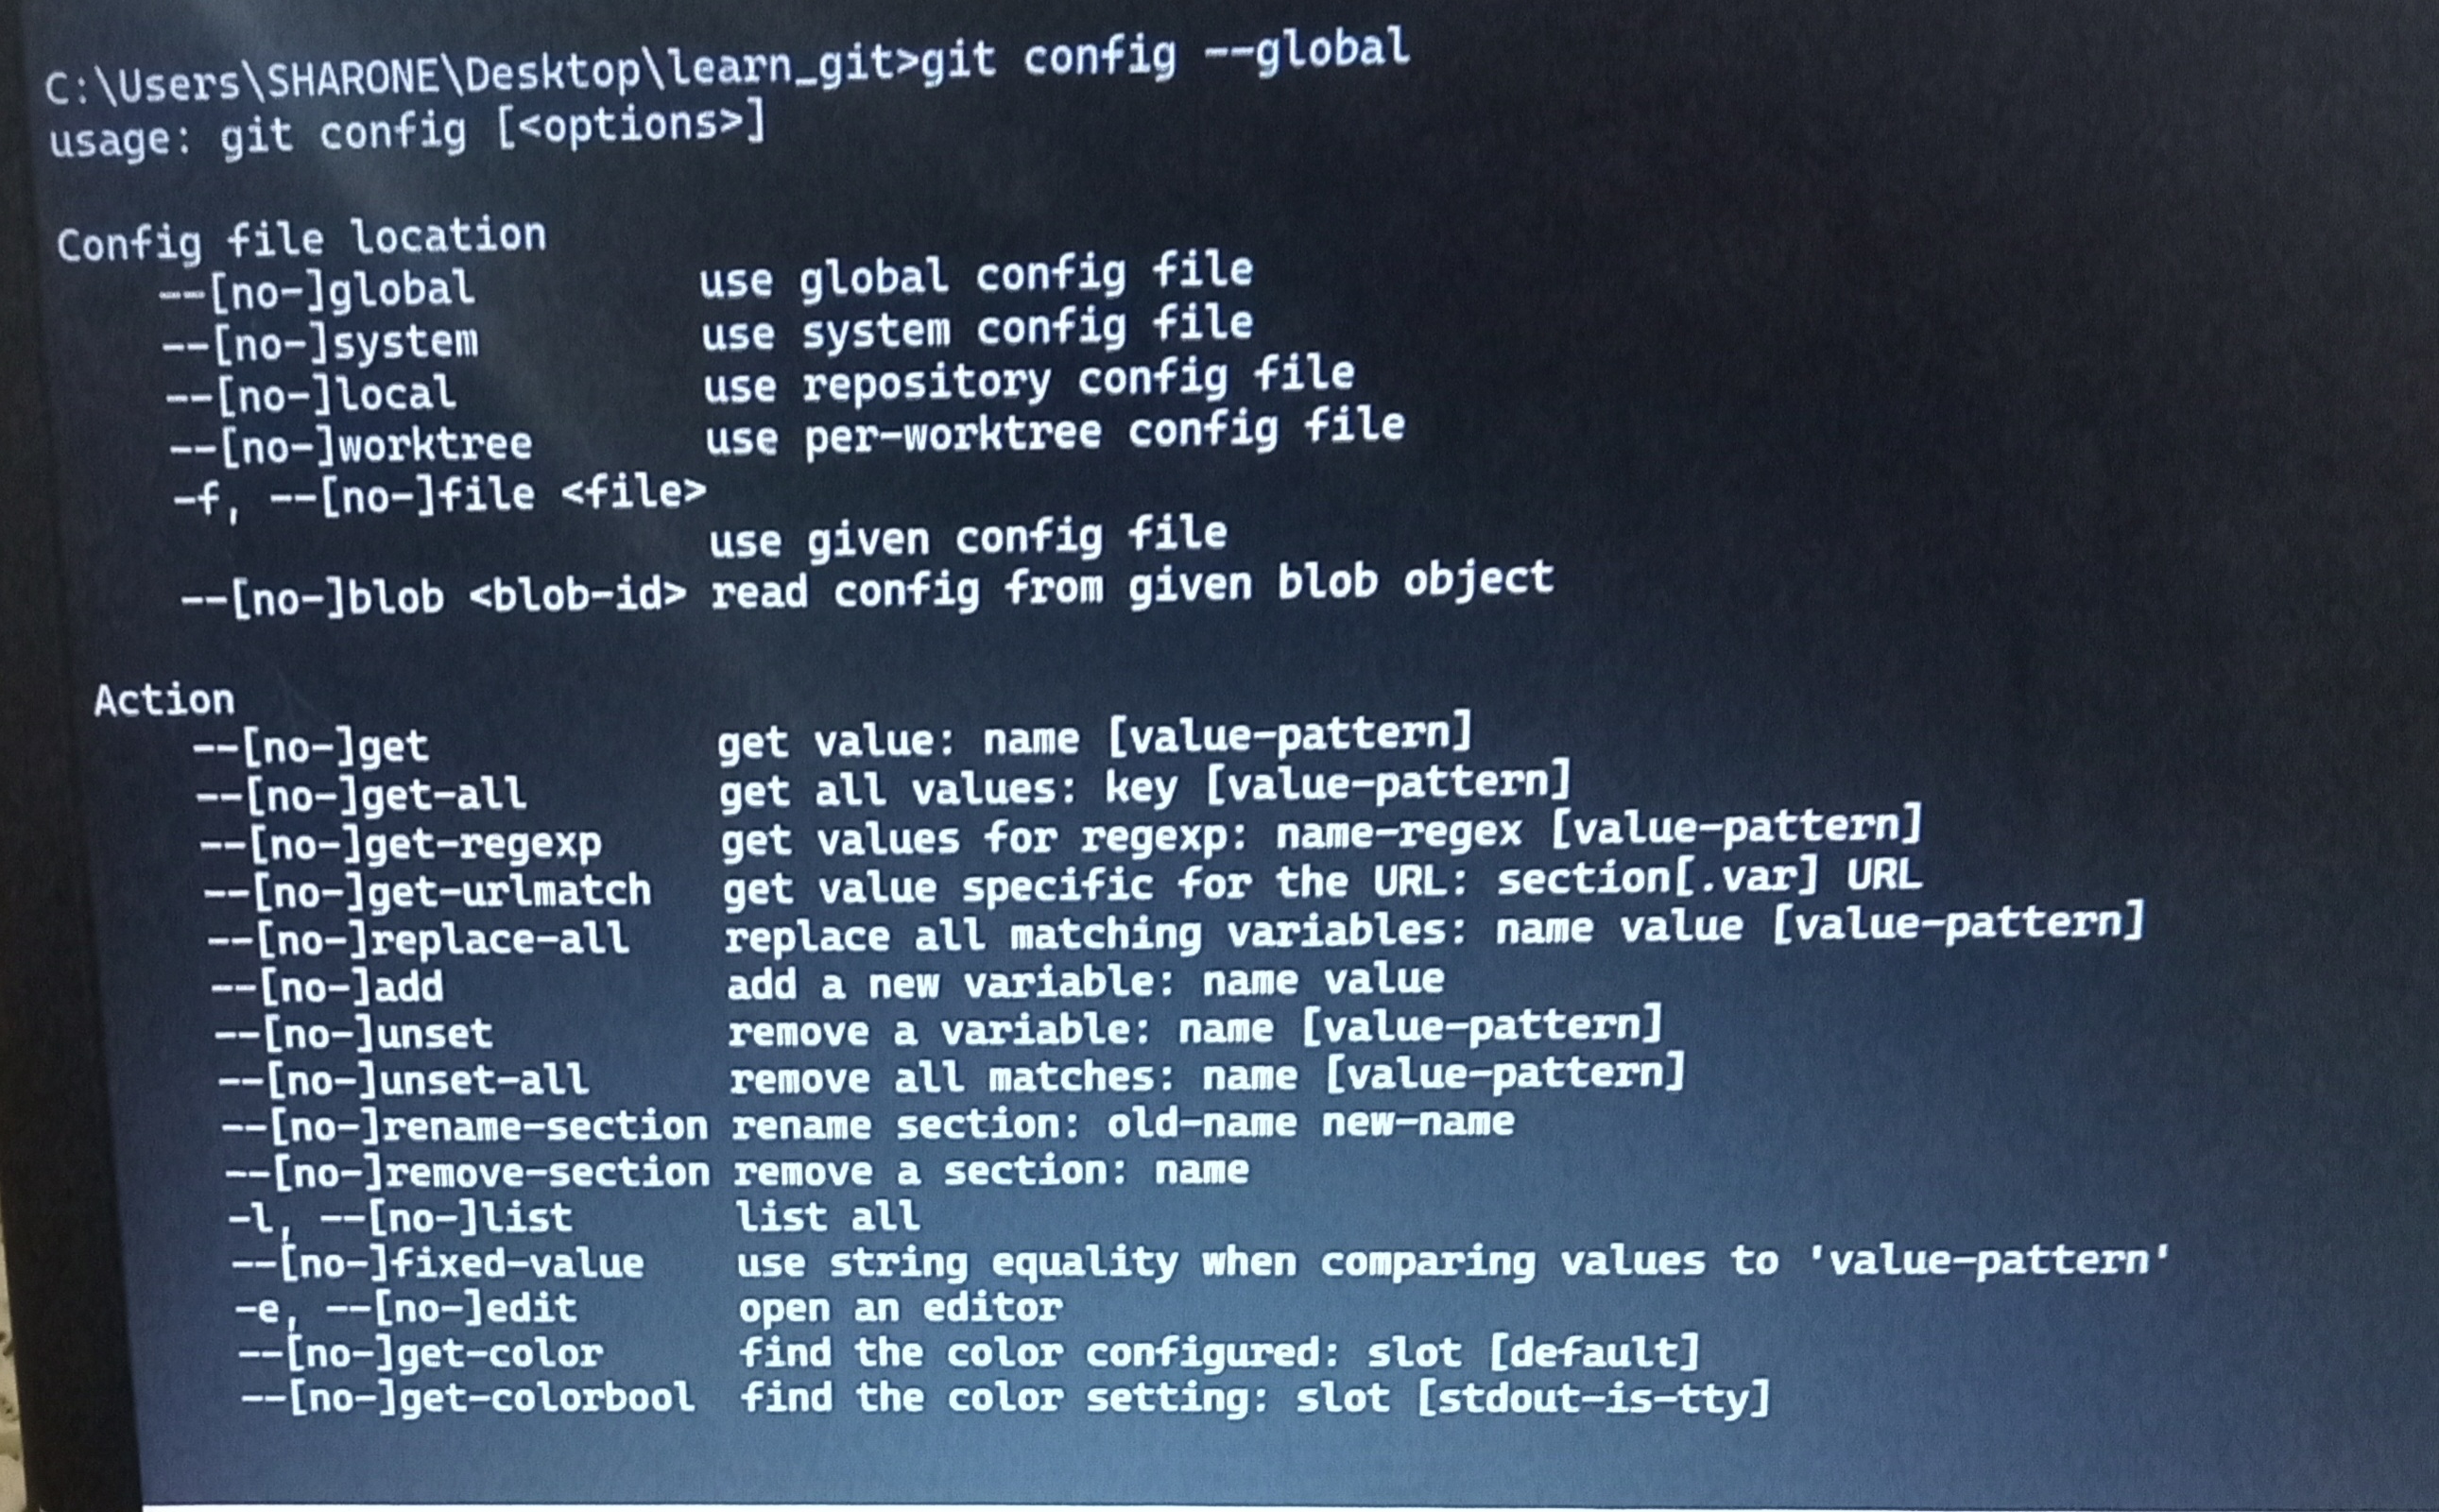 C:\Users\SHARONE\Desktop\learn_git>git config --global
usage: git config [<options>]
Config file location
--[no-]global use global config file
--[no-]system use system config file
--[no-]local use repository config file
--[no-]worktree use per-worktree config file
-f, --[no-]file <file>
use given config file
--[no-]blob <blob-id> read config from given blob object
Action
--[no-]get get value: name [value-pattern]
--[no-]get-all get all values: key [value-pattern]
--[no-]get-regexp get values for regexp: name-regex [value-pattern]
--[no-]get-urlmatch get value specific for the URL: section[.var] URL
--[no-]replace-all replace all matching variables: name value [value-pattern]
--[no-]add add a new variable: name value
--[no-]unset remove a variable: name [value-pattern]
--[no-]unset-all remove all matches: name [value-pattern]
--[no-]rename-section rename section: old-name new-name
--[no-]remove-section remove a section: name
-l, --[no-]list list all
--[no-]fixed-value use string equality when comparing values to 'value-pattern'
-e, --[no-]edit open an editor
--[no-]get-color find the color configured: slot [default]
--[no-]get-colorbool find the color setting: slot [stdout-is-tty]